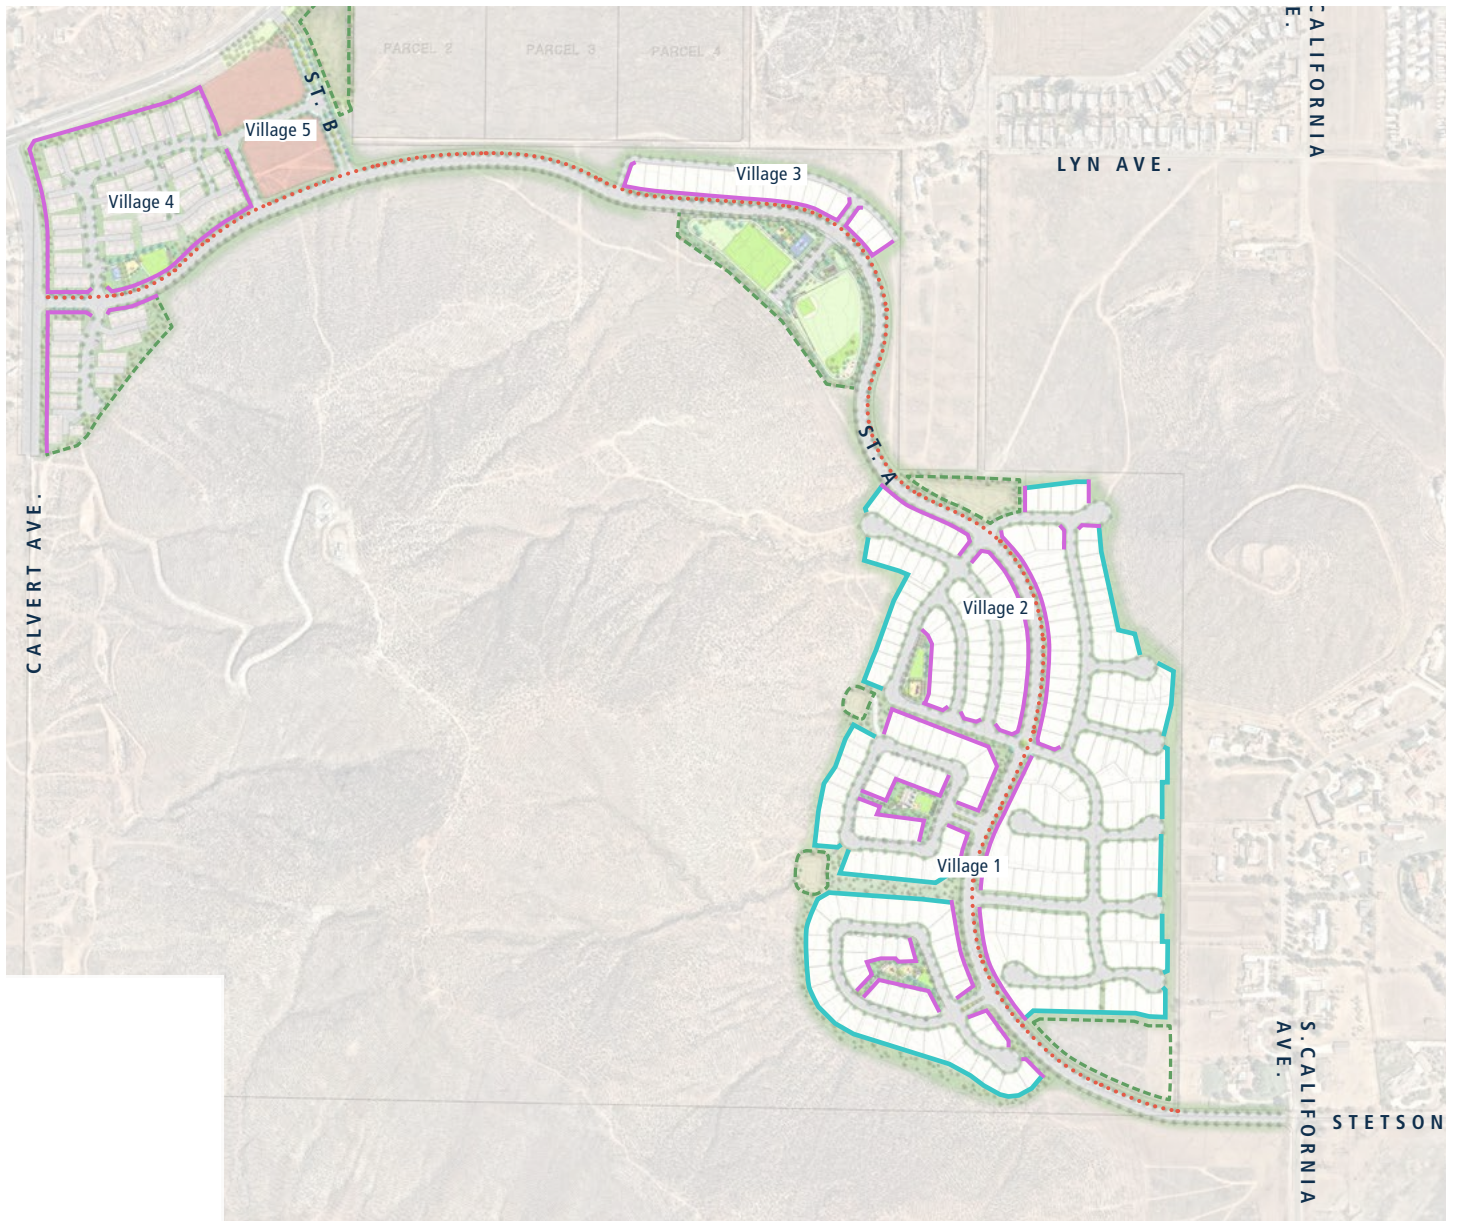 E.
CALIFORNIA
PARCEL 2
PARCEL 3
PARCEL 4
ST. B
Village 5
LYN AVE.
Village 3
Village 4
ST. A
CALVERT AVE.
Village 2
Village 1
S.CALIFORNIA
AVE.
STETSON